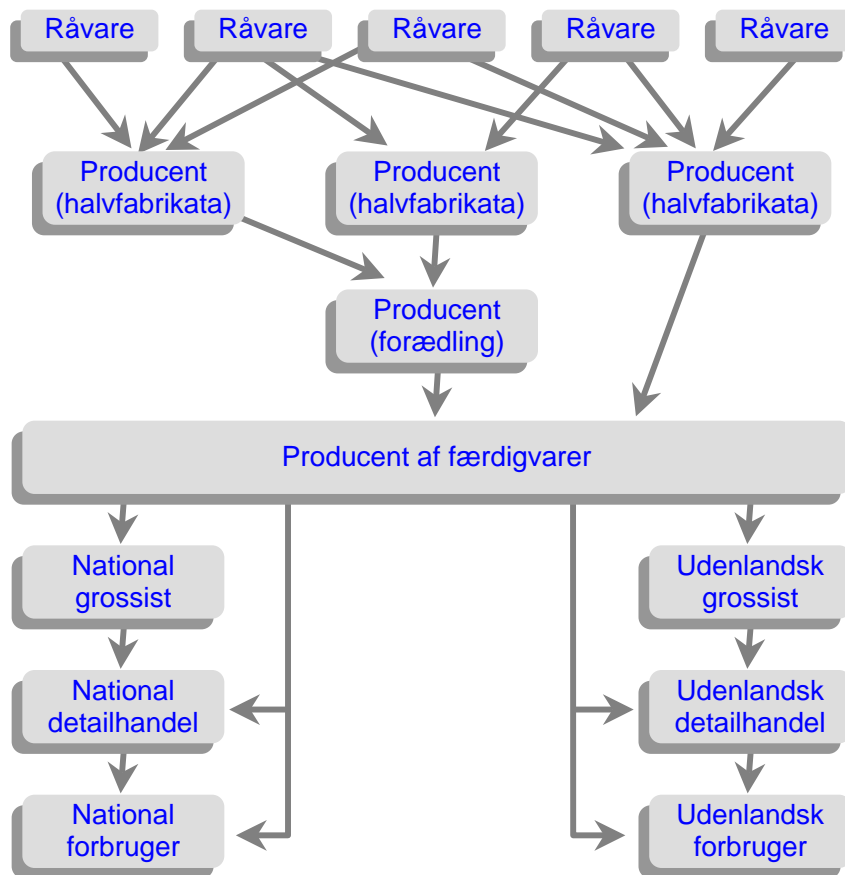 Råvare
Råvare
Råvare
Råvare
Råvare
Producent
(halvfabrikata)
Producent
(halvfabrikata)
Producent
(halvfabrikata)
Producent
(forædling)
Producent af færdigvarer
National
grossist
Udenlandsk
grossist
National
detailhandel
Udenlandsk
detailhandel
National
forbruger
Udenlandsk
forbruger